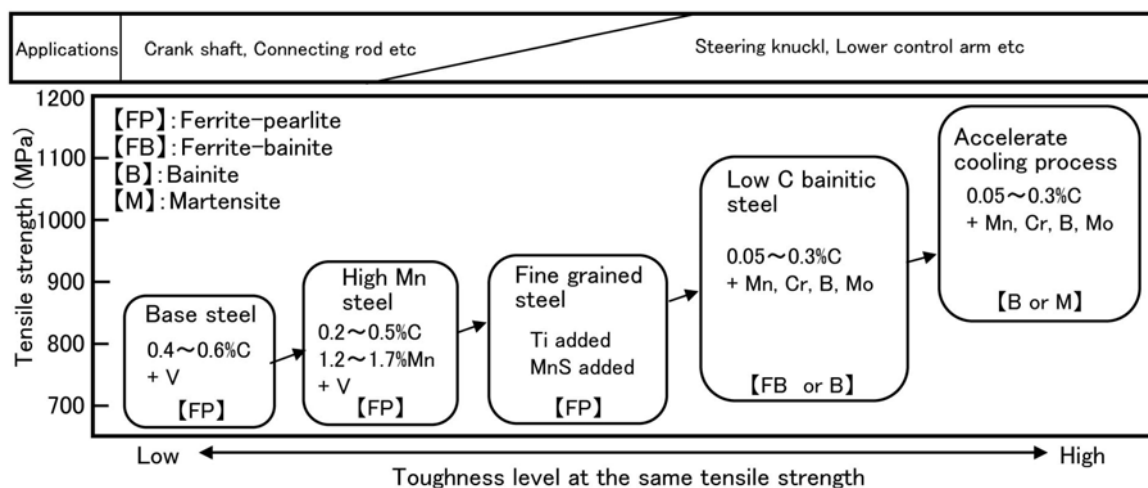 Applications
Crank shaft, Connecting rod etc
Steering knuckl, Lower control arm etc
Tensile strength (MPa)
1200
1100
1000
900
800
700
【FP】: Ferrite-pearlite
【FB】: Ferrite-bainite
【B】: Bainite
【M】: Martensite
Base steel
0.4～0.6%C
+ V
【FP】
High Mn
steel
0.2～0.5%C
1.2～1.7%Mn
+ V
【FP】
Fine grained
steel
Ti added
MnS added
【FP】
Low C bainitic
steel
0.05～0.3%C
+ Mn, Cr, B, Mo
【FB or B】
Accelerate
cooling process
0.05～0.3%C
+ Mn, Cr, B, Mo
【B or M】
Low
High
Toughness level at the same tensile strength